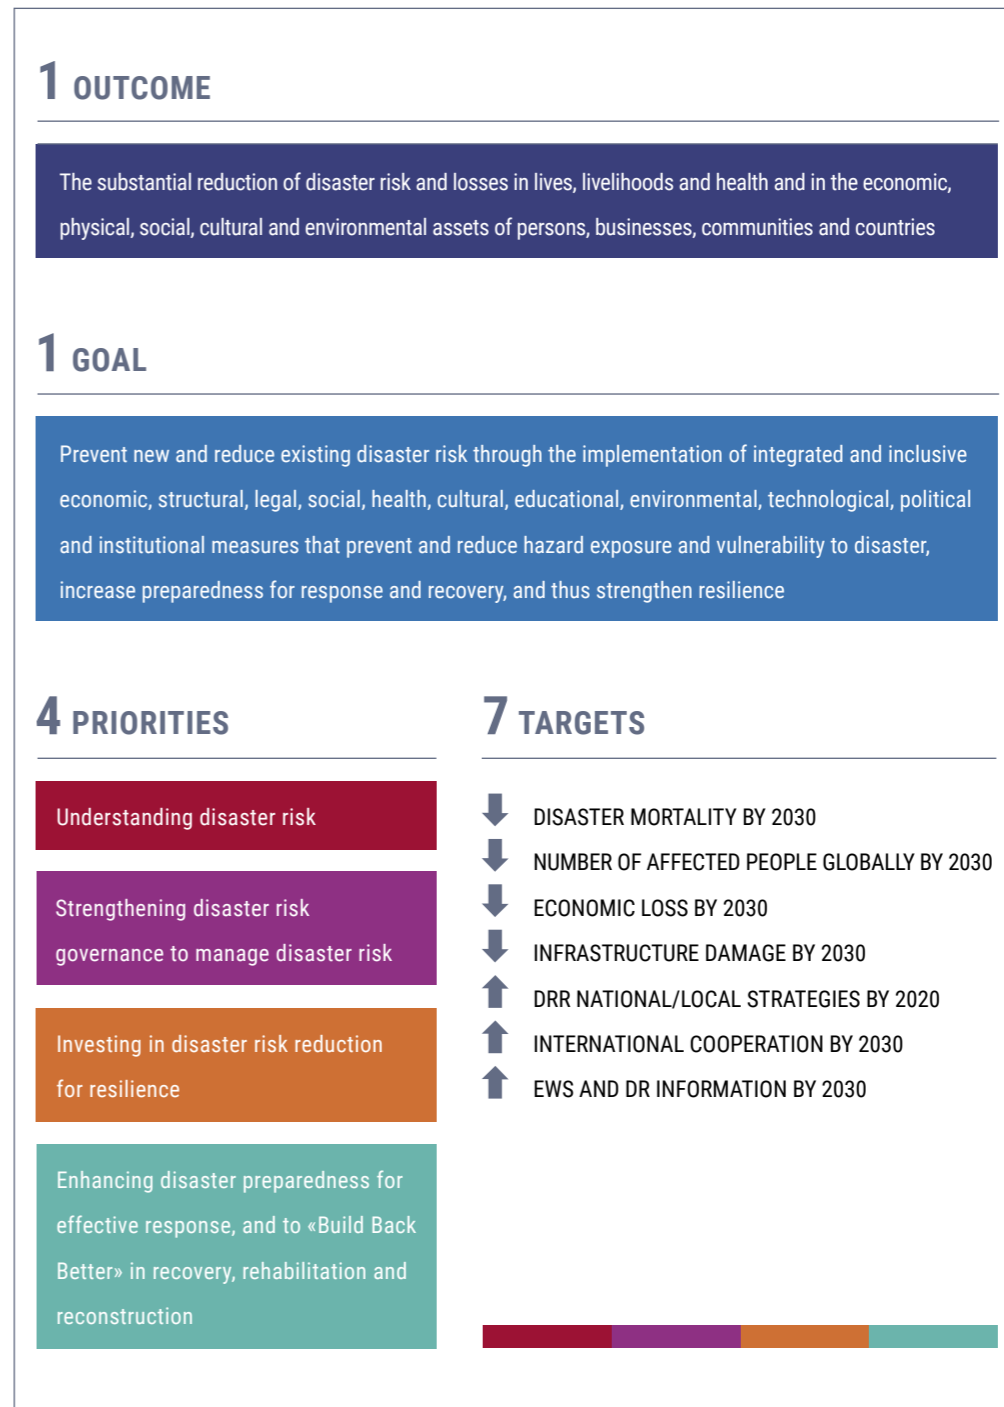 1 OUTCOME
The substantial reduction of disaster risk and losses in lives, livelihoods and health and in the economic,
physical, social, cultural and environmental assets of persons, businesses, communities and countries
1 GOAL
Prevent new and reduce existing disaster risk through the implementation of integrated and inclusive
economic, structural, legal, social, health, cultural, educational, environmental, technological, political
and institutional measures that prevent and reduce hazard exposure and vulnerability to disaster,
increase preparedness for response and recovery, and thus strengthen resilience
4 PRIORITIES
Understanding disaster risk
Strengthening disaster risk
governance to manage disaster risk
Investing in disaster risk reduction
for resilience
Enhancing disaster preparedness for
effective response, and to «Build Back
Better» in recovery, rehabilitation and
reconstruction
7 TARGETS
DISASTER MORTALITY BY 2030
NUMBER OF AFFECTED PEOPLE GLOBALLY BY 2030
ECONOMIC LOSS BY 2030
INFRASTRUCTURE DAMAGE BY 2030
DRR NATIONAL/LOCAL STRATEGIES BY 2020
INTERNATIONAL COOPERATION BY 2030
EWS AND DR INFORMATION BY 2030